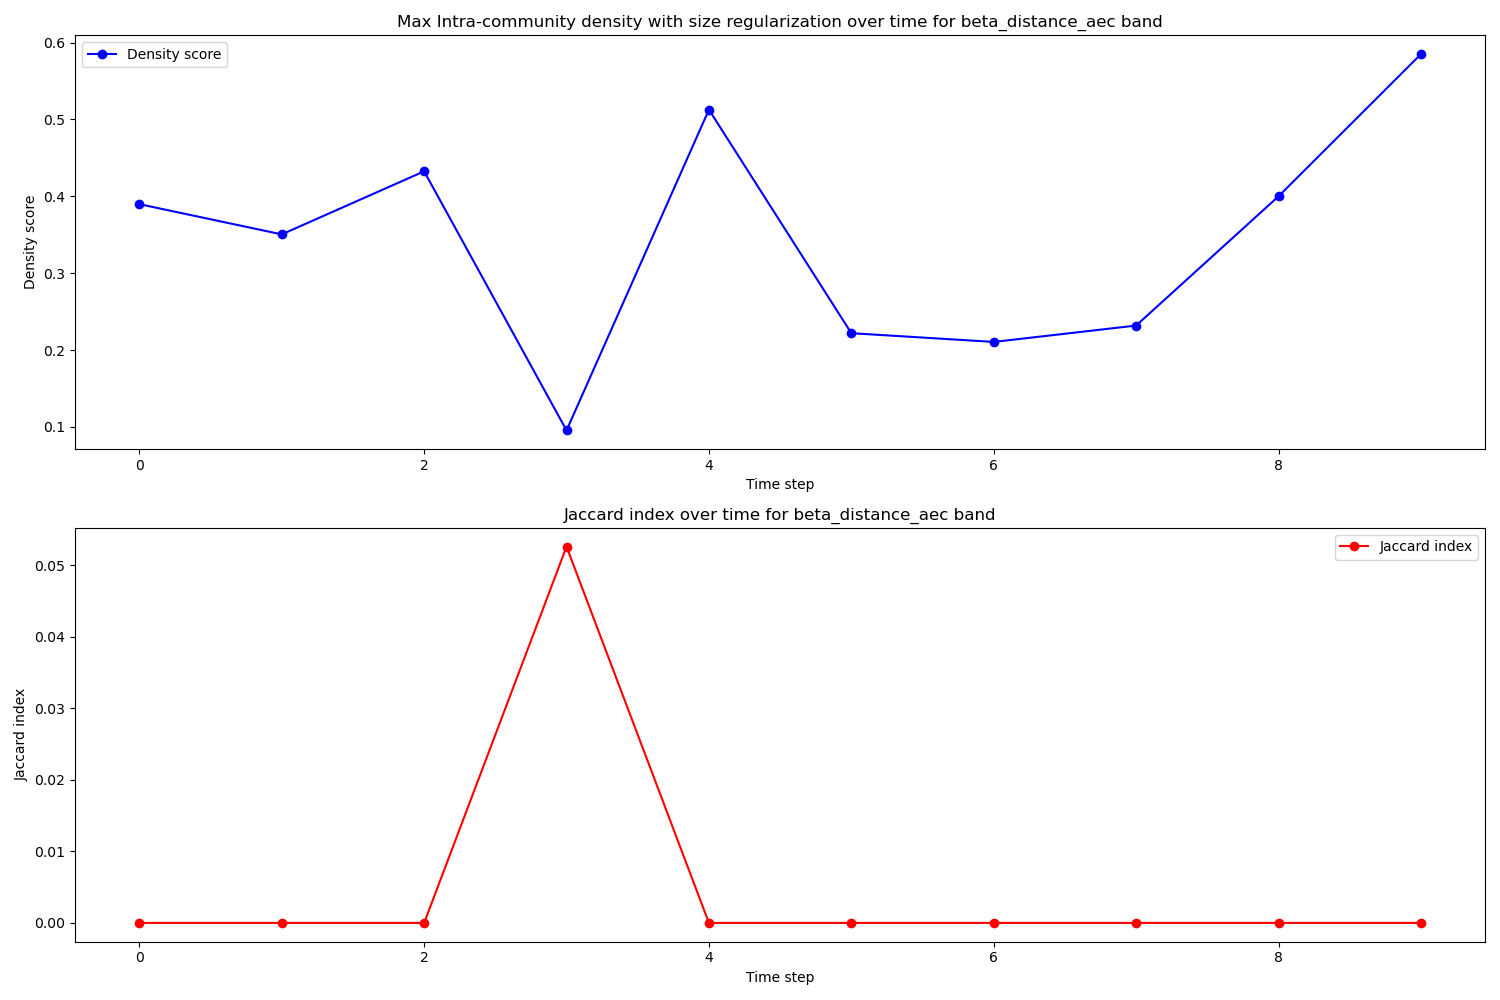 Max Intra-community density with size regularization over time for beta_distance_aec band
Density score
0.6
0.5
0.4
0.3
0.2
0.1
Density score
0
2
4
6
8
Time step
Jaccard index over time for beta_distance_aec band
Jaccard index
0.05
0.04
0.03
0.02
0.01
0.00
Jaccard index
0
2
4
6
8
Time step